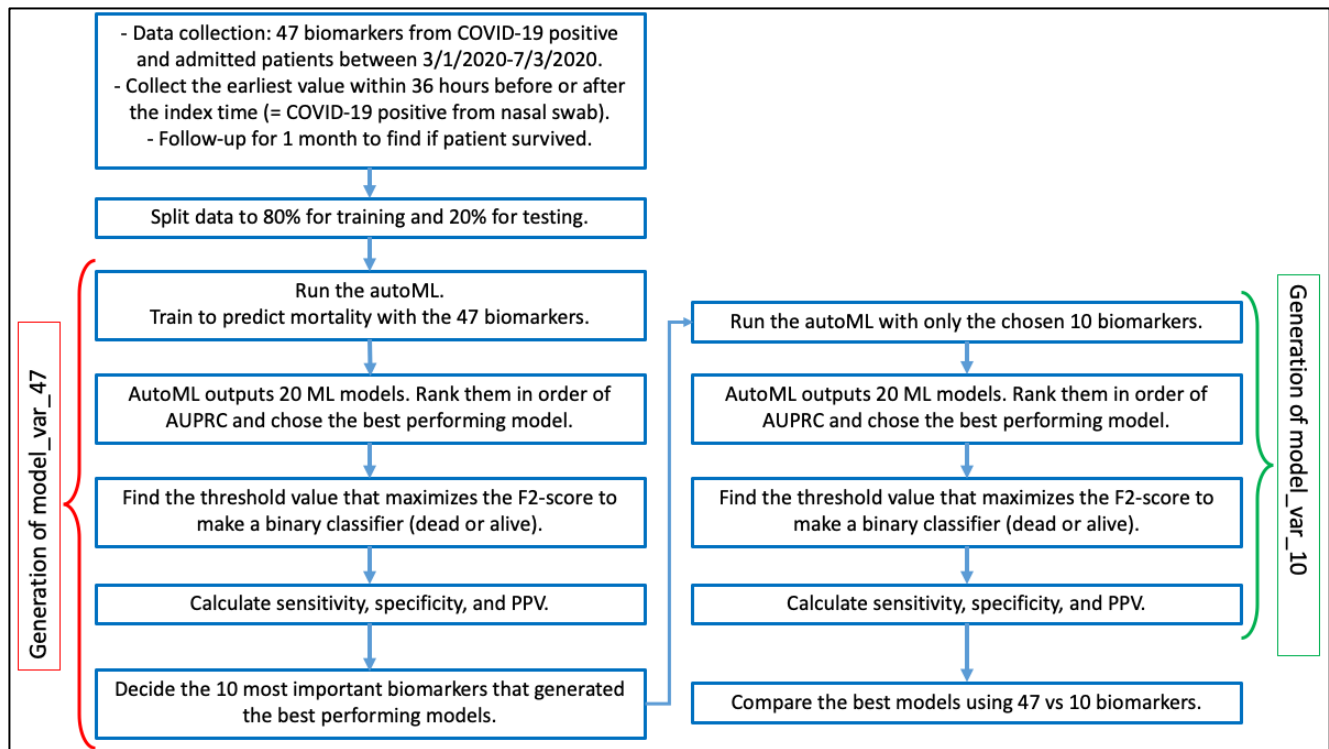 - Data collection: 47 biomarkers from COVID-19 positive
and admitted patients between 3/1/2020-7/3/2020.
- Collect the earliest value within 36 hours before or after
the index time (= COVID-19 positive from nasal swab).
- Follow-up for 1 month to find if patient survived.
Split data to 80% for training and 20% for testing.
Generation of model_var_47
Run the autoML.
Train to predict mortality with the 47 biomarkers.
AutoML outputs 20 ML models. Rank them in order of
AUPRC and chose the best performing model.
Find the threshold value that maximizes the F2-score to
make a binary classifier (dead or alive).
Calculate sensitivity, specificity, and PPV.
Decide the 10 most important biomarkers that generated
the best performing models.
Run the autoML with only the chosen 10 biomarkers.
AutoML outputs 20 ML models. Rank them in order of
AUPRC and chose the best performing model.
Find the threshold value that maximizes the F2-score to
make a binary classifier (dead or alive).
Calculate sensitivity, specificity, and PPV.
Compare the best models using 47 vs 10 biomarkers.
Generation of model_var_10